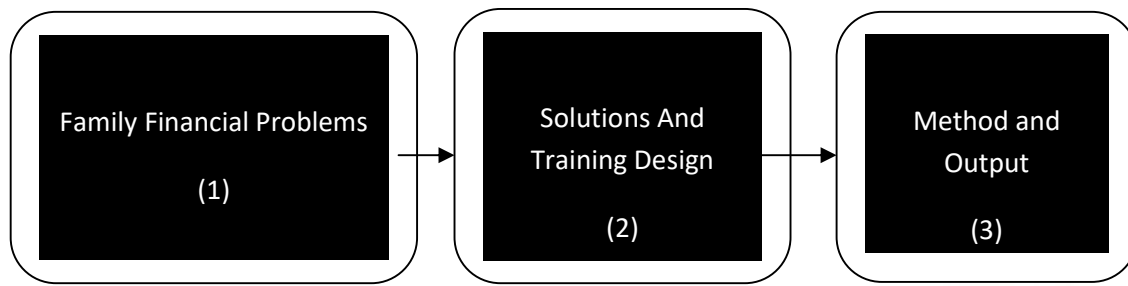 Family Financial Problems
(1)
Solutions And
Training Design
(2)
Method and
Output
(3)